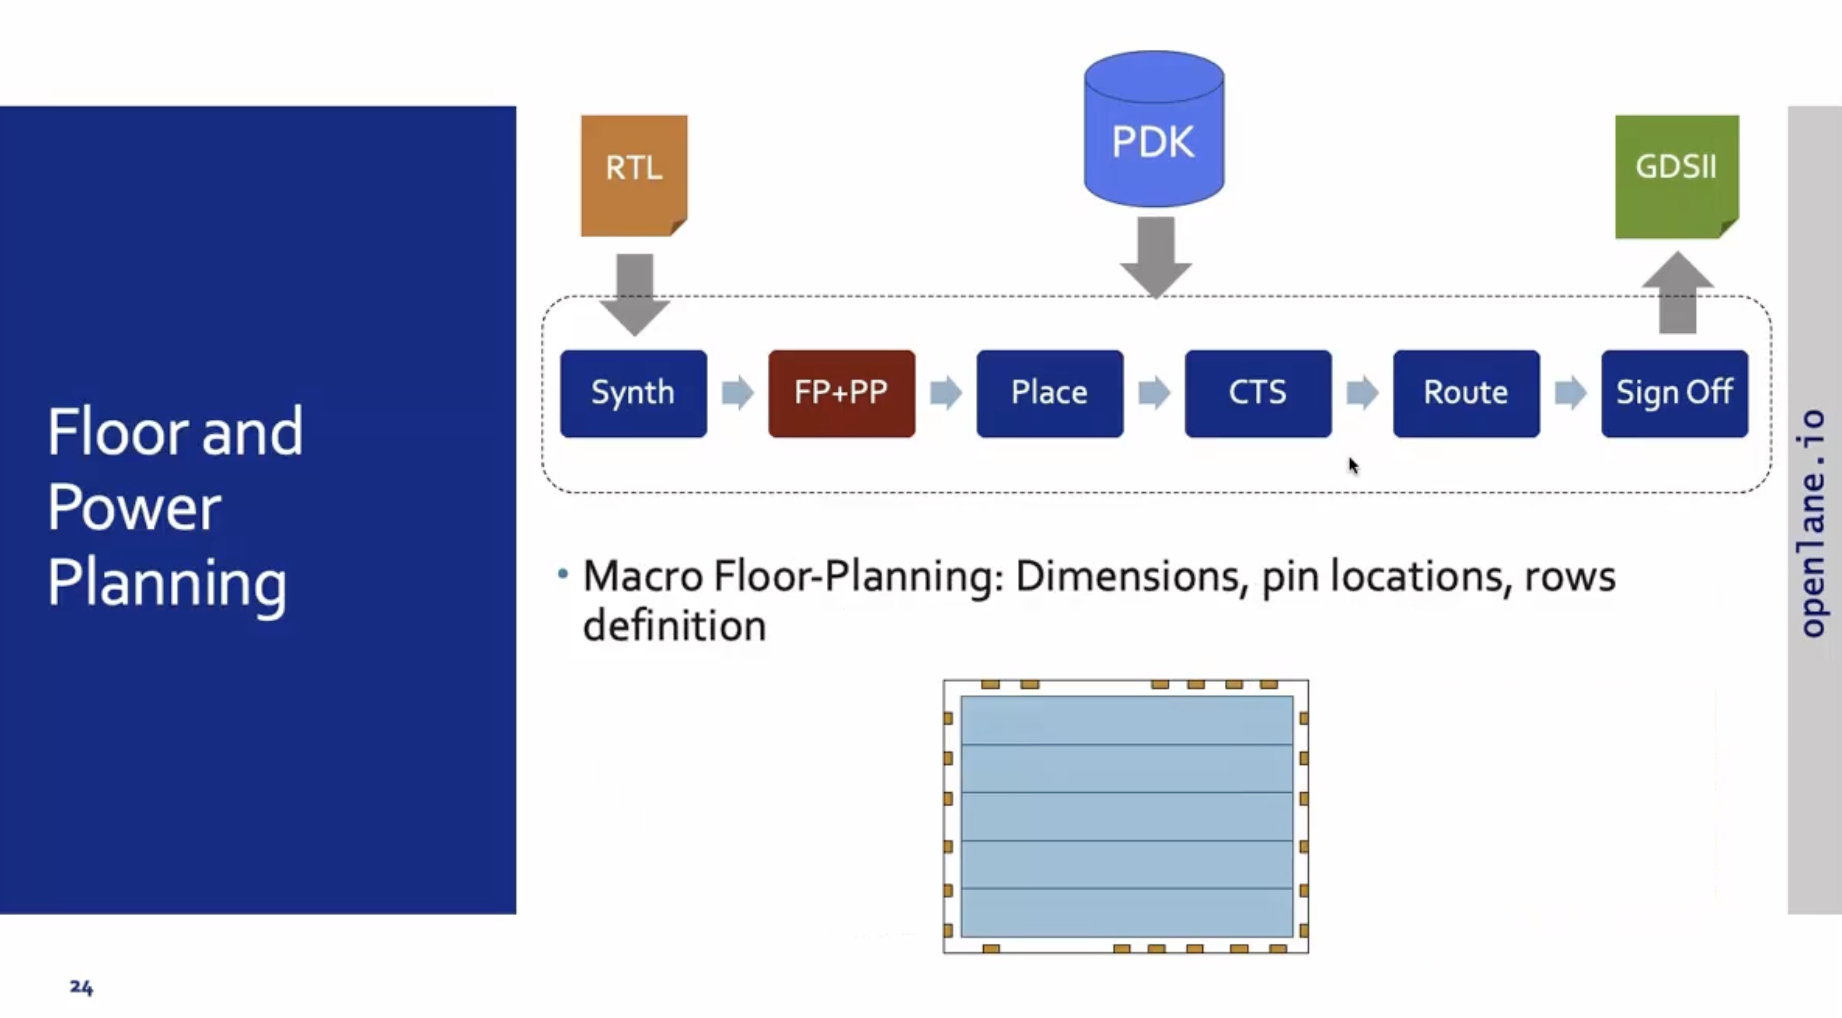 Floor and
Power
Planning
RTL
PDK
GDSII
Synth
FP+PP
Place
CTS
Route
Sign Off
• Macro Floor-Planning: Dimensions, pin locations, rows
definition
openlane.io
24